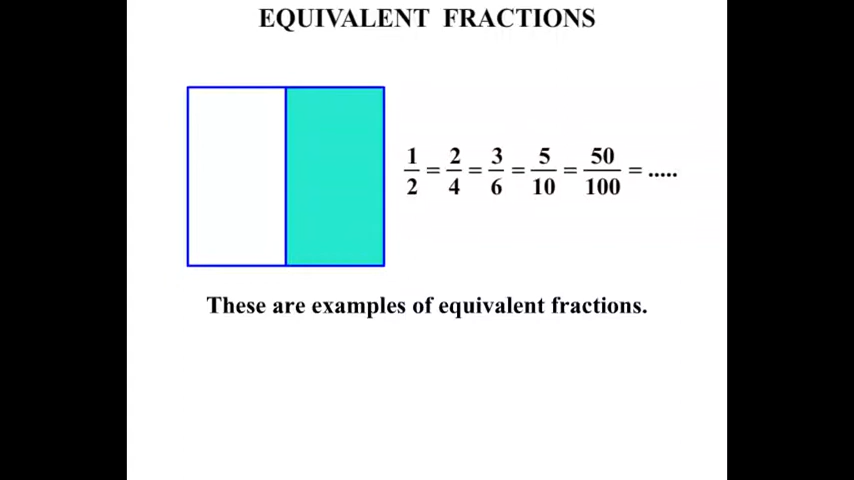 EQUIVALENT FRACTIONS
1/2 = 2/4 = 3/6 = 5/10 = 50/100 = .....
These are examples of equivalent fractions.